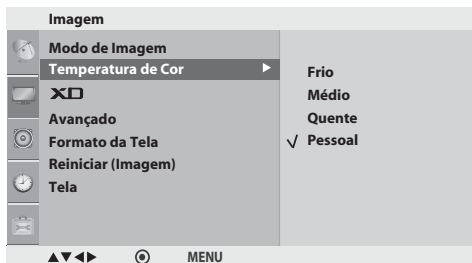 Imagem
Modo de Imagem
Temperatura de Cor
XD
Avançado
Formato da Tela
Reiniciar (Imagem)
Tela
Frio
Médio
Quente
Pessoal
MENU